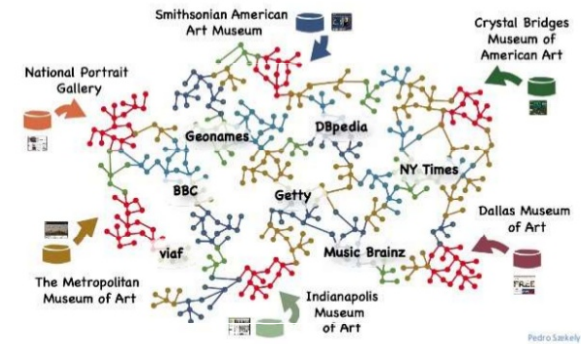 Smithsonian American
Art Museum
Crystal Bridges
Museum of
American Art
National Portrait
Gallery
Geonames
DBpedia
NY Times
BBC
Getty
Dallas Museum
of Art
viaf
Music Brainz
The Metropolitan
Museum of Art
Indianapolis
Museum
of Art
FREE
Pedro Szekely